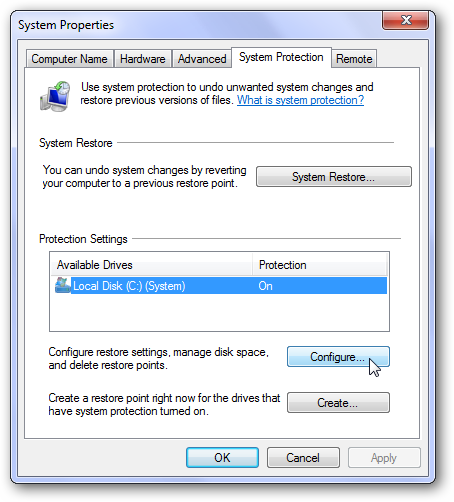 System Properties
Computer Name Hardware Advanced System Protection Remote
Use system protection to undo unwanted system changes and
restore previous versions of files. What is system protection?
System Restore
You can undo system changes by reverting
your computer to a previous restore point.
System Restore...
Protection Settings
Available Drives Protection
Local Disk (C:) (System) On
Configure restore settings, manage disk space,
and delete restore points.
Configure...
Create a restore point right now for the drives that
have system protection turned on.
Create...
OK Cancel Apply